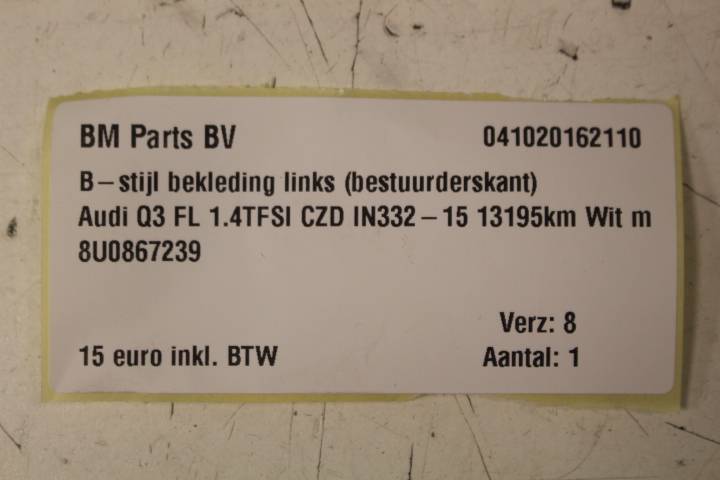 BM Parts BV 041020162110
B-stijl bekleding links (bestuurderskant)
Audi Q3 FL 1.4TFSI CZD IN332-15 13195km Wit m
8U0867239
Verz: 8
15 euro inkl. BTW Aantal: 1